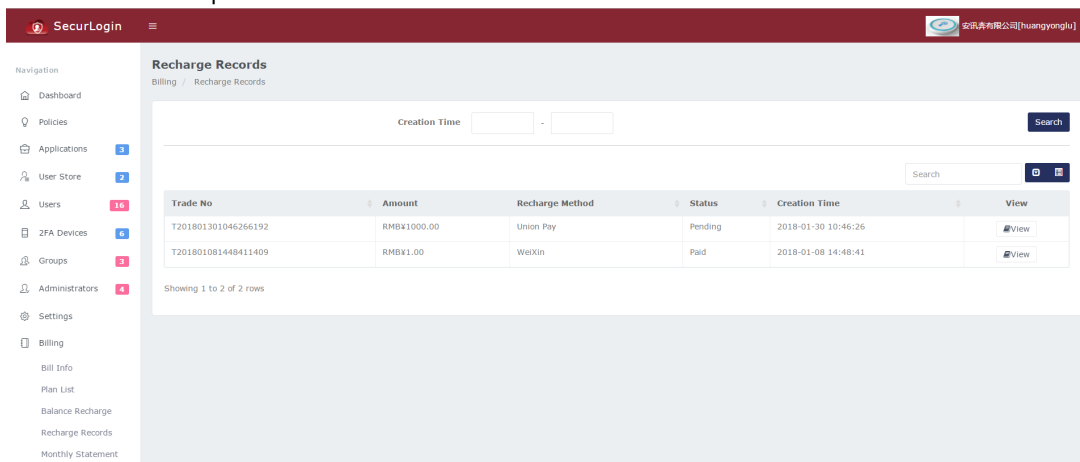 SecurLogin
安讯奔有限公司[huangyonglu]
Navigation
Dashboard
Policies
Applications 3
User Store 2
Users 16
2FA Devices 6
Groups 3
Administrators 4
Settings
Billing
Bill Info
Plan List
Balance Recharge
Recharge Records
Monthly Statement
Recharge Records
Billing / Recharge Records
Creation Time - Search
Search
Trade No Amount Recharge Method Status Creation Time View
T201801301046266192 RMB¥1000.00 Union Pay Pending 2018-01-30 10:46:26 View
T201801081448411409 RMB¥1.00 WeiXin Paid 2018-01-08 14:48:41 View
Showing 1 to 2 of 2 rows